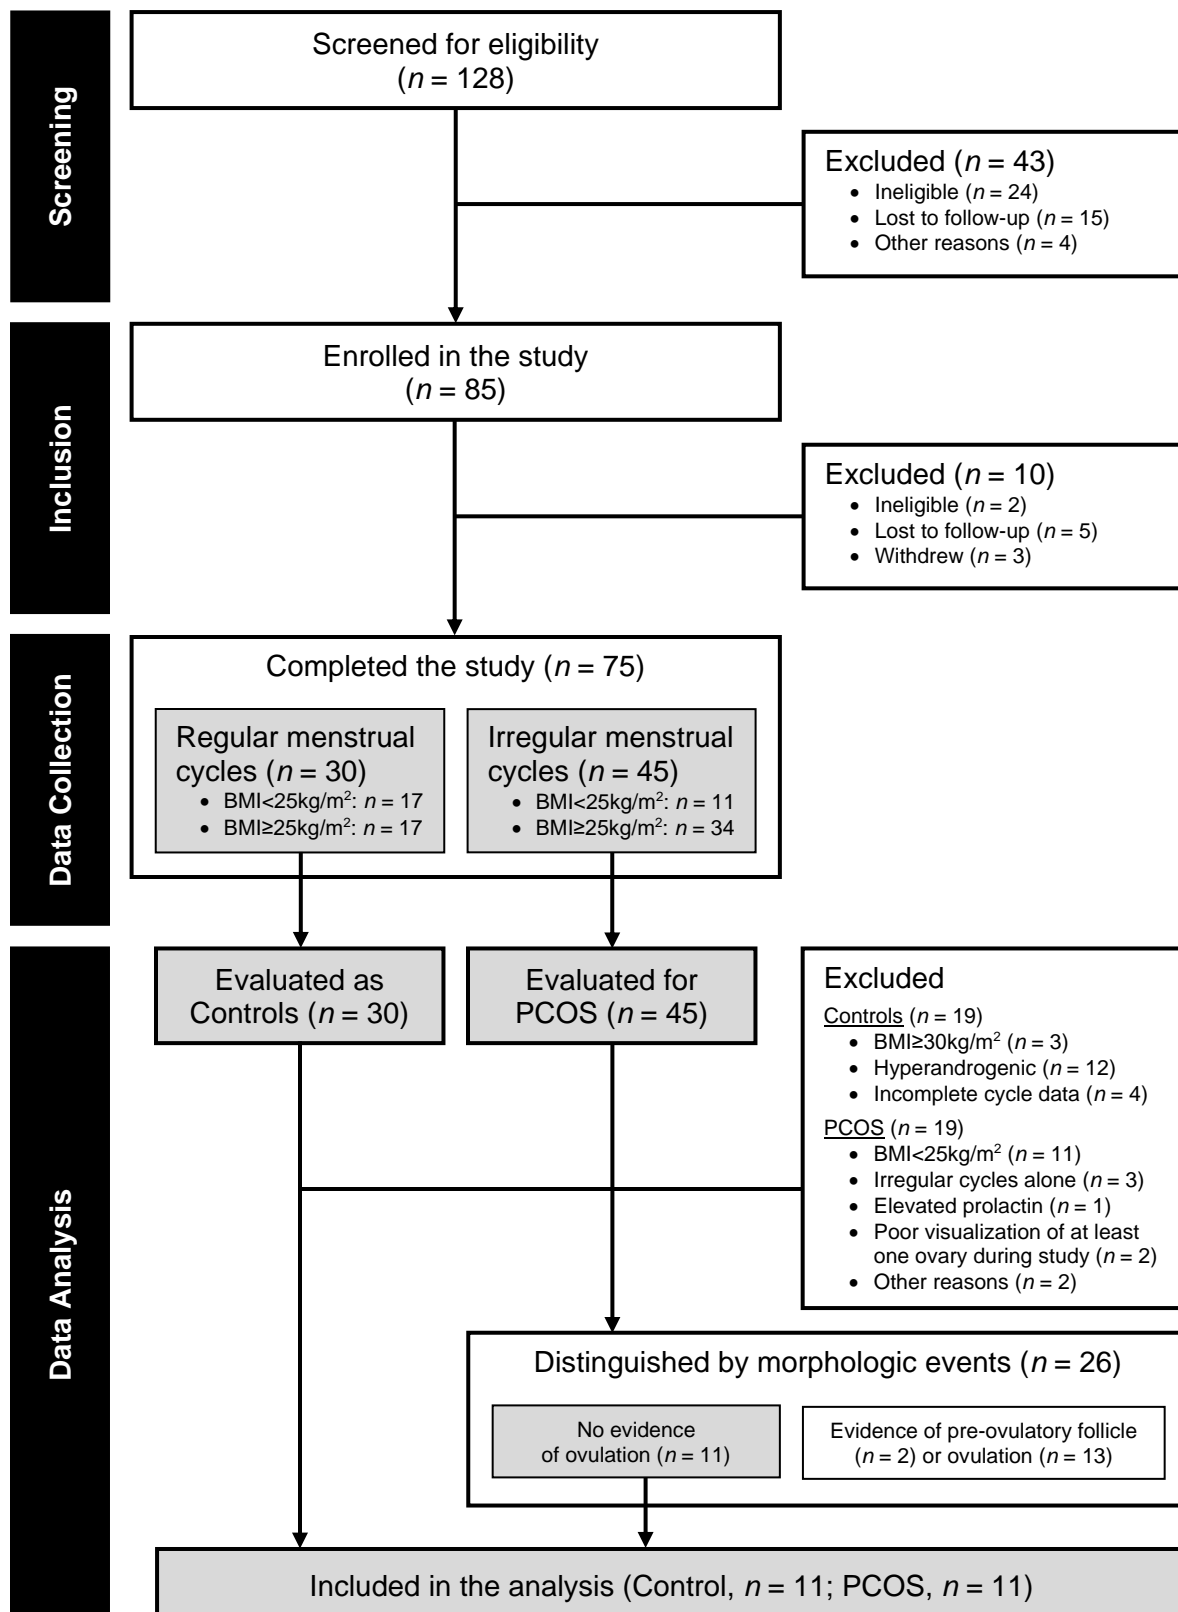 Screening
Screened for eligibility
(n = 128)
Excluded (n = 43)
• Ineligible (n = 24)
• Lost to follow-up (n = 15)
• Other reasons (n = 4)
Inclusion
Enrolled in the study
(n = 85)
Excluded (n = 10)
• Ineligible (n = 2)
• Lost to follow-up (n = 5)
• Withdrew (n = 3)
Data Collection
Completed the study (n = 75)
Regular menstrual
cycles (n = 30)
• BMI<25kg/m²: n = 17
• BMI≥25kg/m²: n = 17
Irregular menstrual
cycles (n = 45)
• BMI<25kg/m²: n = 11
• BMI≥25kg/m²: n = 34
Data Analysis
Evaluated as
Controls (n = 30)
Evaluated for
PCOS (n = 45)
Excluded
Controls (n = 19)
• BMI≥30kg/m² (n = 3)
• Hyperandrogenic (n = 12)
• Incomplete cycle data (n = 4)
PCOS (n = 19)
• BMI<25kg/m² (n = 11)
• Irregular cycles alone (n = 3)
• Elevated prolactin (n = 1)
• Poor visualization of at least
one ovary during study (n = 2)
• Other reasons (n = 2)
Distinguished by morphologic events (n = 26)
No evidence
of ovulation (n = 11)
Evidence of pre-ovulatory follicle
(n = 2) or ovulation (n = 13)
Included in the analysis (Control, n = 11; PCOS, n = 11)